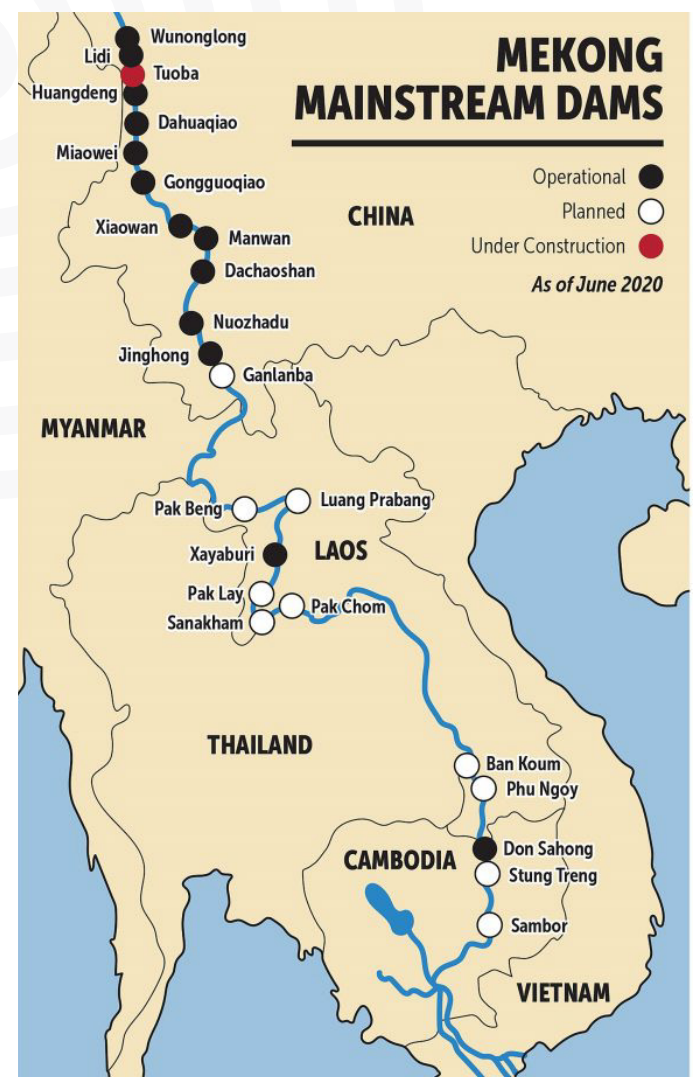 MEKONG
MAINSTREAM DAMS
Operational
Planned
Under Construction
As of June 2020
Wunonglong
Lidi
Tuoba
Huangdeng
Dahuaqiao
Miaowei
Gongguoqiao
CHINA
Xiaowan
Manwan
Dachaoshan
Nuozhadu
Jinghong
Ganlanba
MYANMAR
Pak Beng
Luang Prabang
Xayaburi
LAOS
Pak Lay
Pak Chom
Sanakham
THAILAND
Ban Koum
Phu Ngoy
Don Sahong
CAMBODIA
Stung Treng
Sambor
VIETNAM